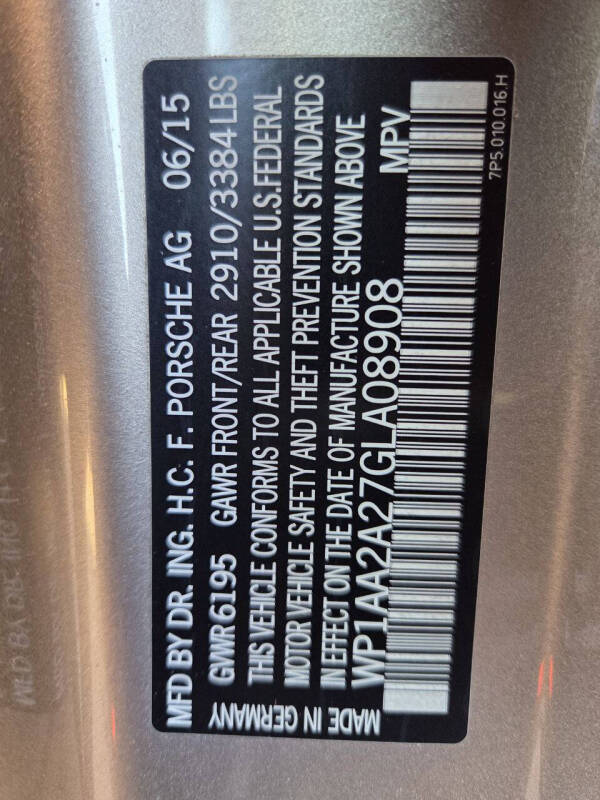 MFD BY DR. ING. H.C. F. PORSCHE AG 06/15
GWR 6195 GAWR FRONT/REAR 2910/3384 LBS
THIS VEHICLE CONFORMS TO ALL APPLICABLE U.S. FEDERAL
MOTOR VEHICLE SAFETY AND THEFT PREVENTION STANDARDS
IN EFFECT ON THE DATE OF MANUFACTURE SHOWN ABOVE
WP1AA2A27GLA08908 MPV
MADE IN GERMANY
7P5.010.016.H